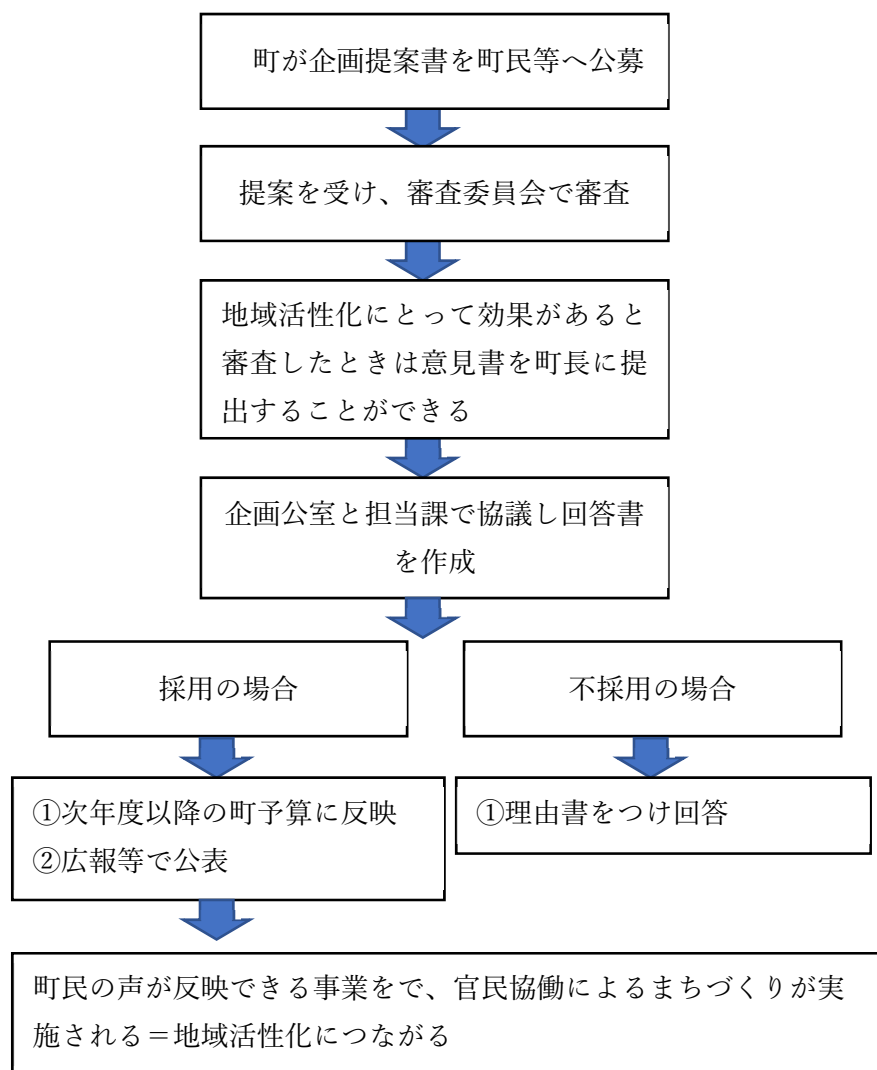 町が企画提案書を町民等へ公募
提案を受け、審査委員会で審査
地域活性化にとって効果があると
審査したときは意見書を町長に提
出することができる
企画公室と担当課で協議し回答書
を作成
採用の場合
不採用の場合
①次年度以降の町予算に反映
②広報等で公表
①理由書をつけ回答
町民の声が反映できる事業をで、官民協働によるまちづくりが実
施される＝地域活性化につながる